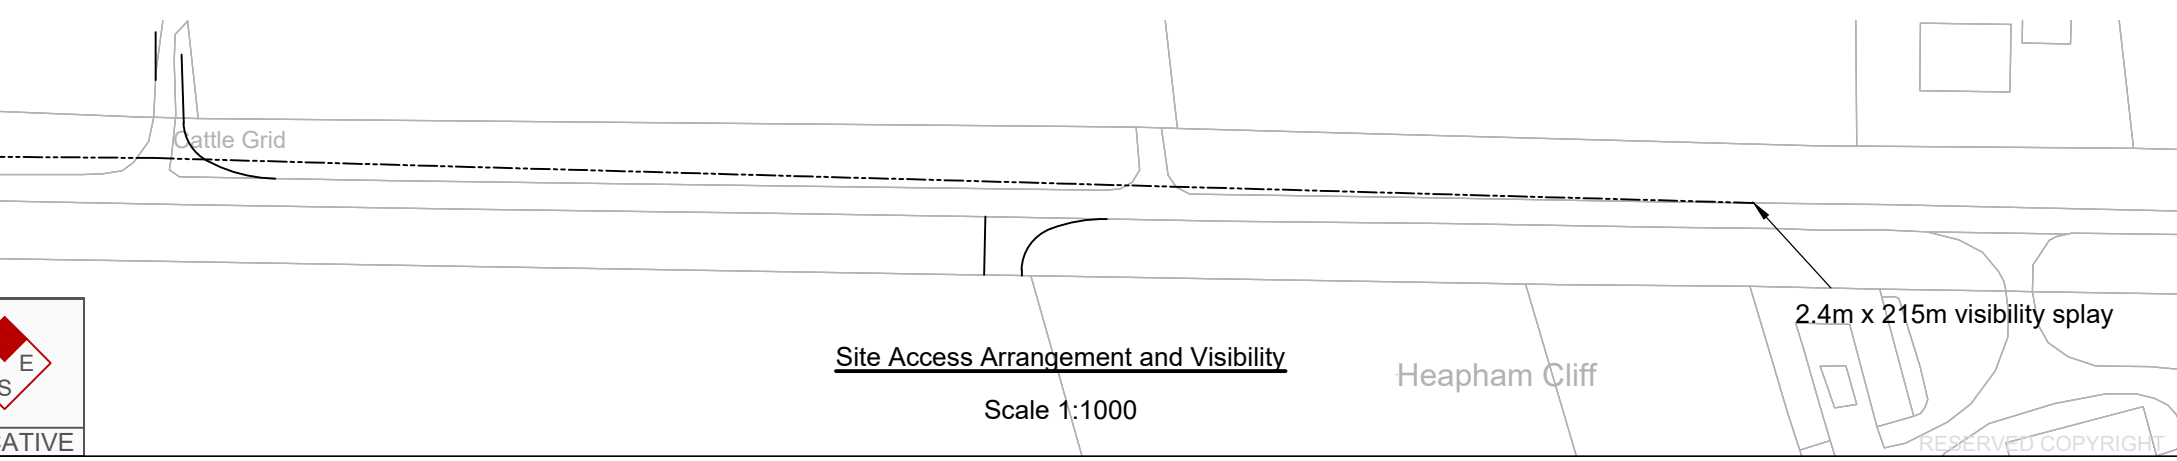 Cattle Grid
2.4m x 215m visibility splay
E
S
Site Access Arrangement and Visibility
Heapham Cliff
Scale 1:1000
CATIVE
RESERVED COPYRIGHT